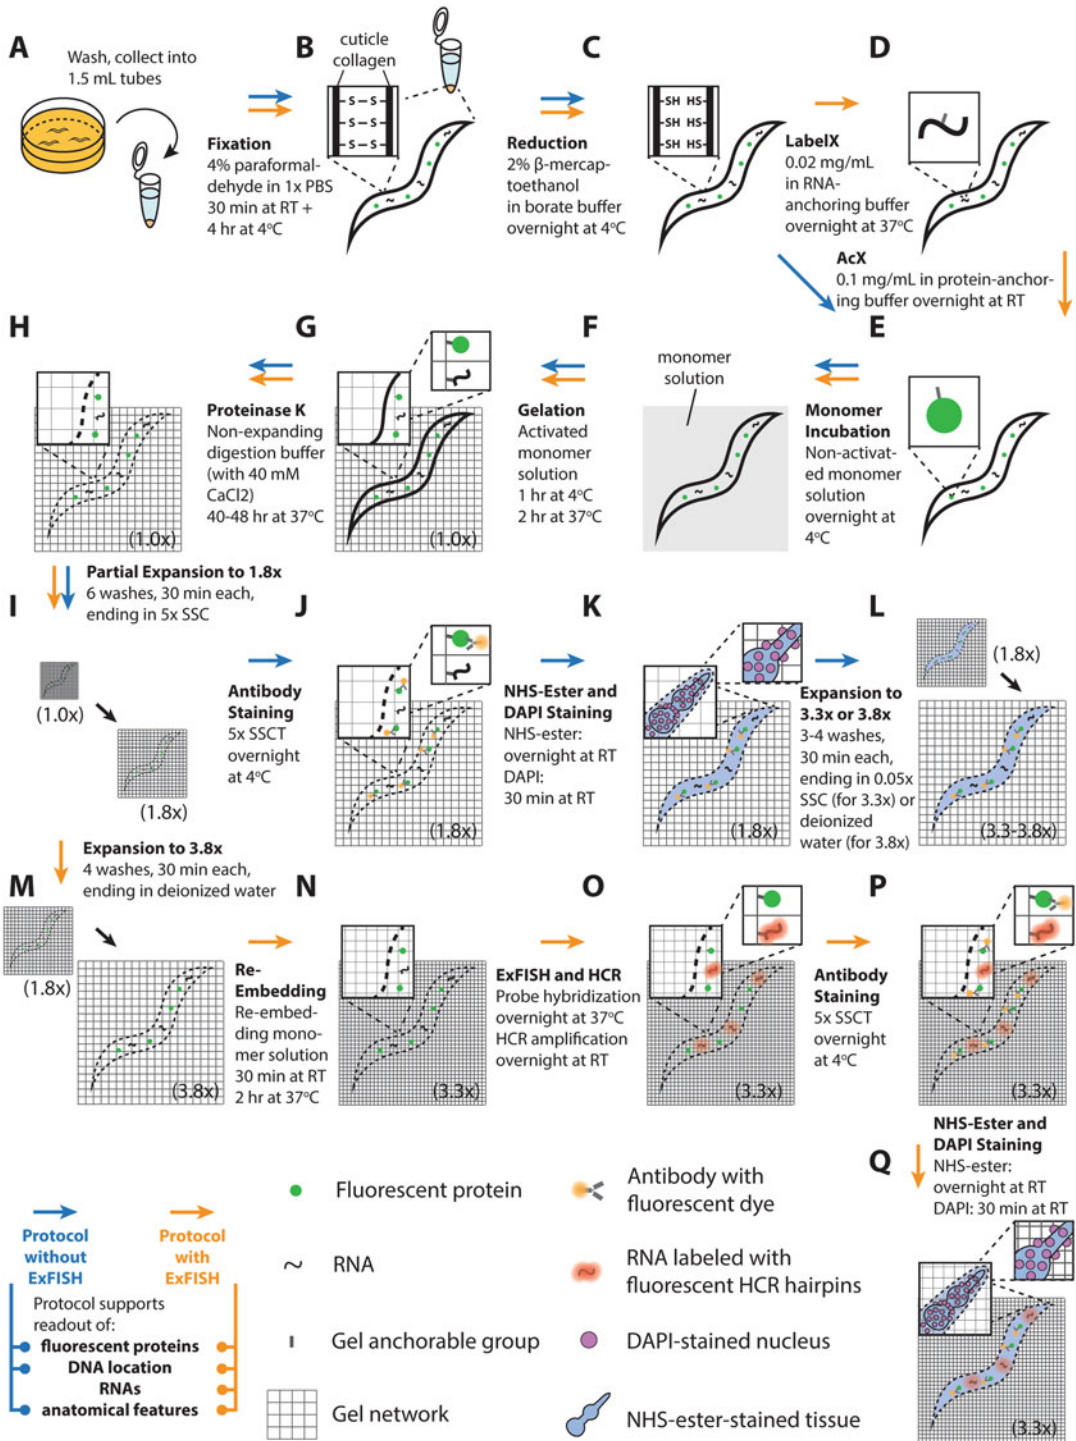 A
Wash, collect into
1.5 mL tubes
Fixation
4% paraformal-
dehyde in 1x PBS
30 min at RT +
4 hr at 4°C
B
cuticle
collagen
S–S
S–S
S–S
Reduction
2% β-mercap-
toethanol
in borate buffer
overnight at 4°C
C
SH HS
SH HS
SH HS
LabelX
0.02 mg/mL
in RNA-
anchoring buffer
overnight at 37°C
D
AcX
0.1 mg/mL in protein-anchor-
ing buffer overnight at RT
E
Monomer
Incubation
Non-activat-
ed monomer
solution
overnight at
4°C
F
monomer
solution
Gelation
Activated
monomer
solution
1 hr at 4°C
2 hr at 37°C
G
(1.0x)
Proteinase K
Non-expanding
digestion buffer
(with 40 mM
CaCl2)
40-48 hr at 37°C
H
(1.0x)
Partial Expansion to 1.8x
6 washes, 30 min each,
ending in 5x SSC
I
(1.0x)
(1.8x)
Antibody
Staining
5x SSCT
overnight
at 4°C
J
(1.8x)
NHS-Ester and
DAPI Staining
NHS-ester:
overnight at RT
DAPI:
30 min at RT
K
(1.8x)
Expansion to
3.3x or 3.8x
3-4 washes,
30 min each,
ending in 0.05x
SSC (for 3.3x) or
deionized
water (for 3.8x)
L
(1.8x)
(3.3-3.8x)
Expansion to 3.8x
4 washes, 30 min each,
ending in deionized water
M
(1.8x)
(3.8x)
Re-
Embedding
Re-embed-
ding mono-
mer solution
30 min at RT
2 hr at 37°C
N
(3.3x)
ExFISH and HCR
Probe hybridization
overnight at 37°C
HCR amplification
overnight at RT
O
(3.3x)
Antibody
Staining
5x SSCT
overnight
at 4°C
P
(3.3x)
NHS-Ester and
DAPI Staining
NHS-ester:
overnight at RT
DAPI: 30 min at RT
Q
(3.3x)
Protocol
without
ExFISH
Protocol
with
ExFISH
Protocol supports
readout of:
fluorescent proteins
DNA location
RNAs
anatomical features
Fluorescent protein
RNA
Gel anchorable group
Gel network
Antibody with
fluorescent dye
RNA labeled with
fluorescent HCR hairpins
DAPI-stained nucleus
NHS-ester-stained tissue